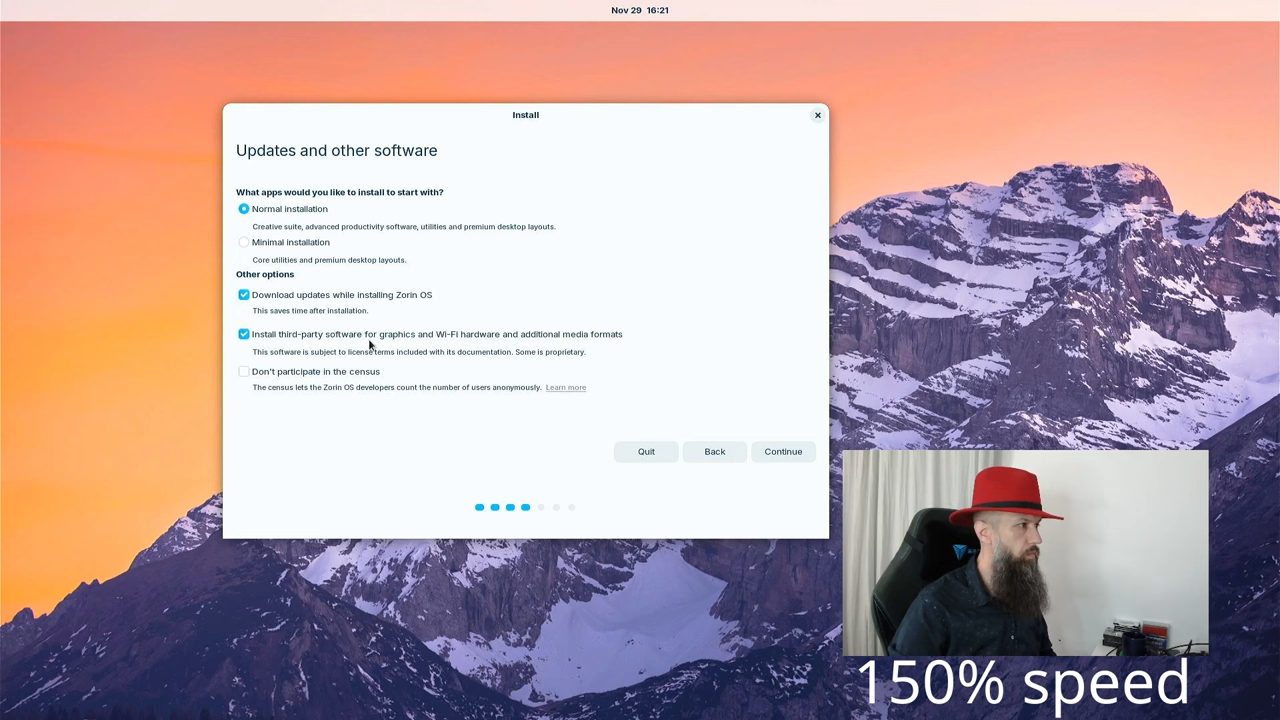 Nov 29 16:21
Install
Updates and other software
What apps would you like to install to start with?
Normal installation
Creative suite, advanced productivity software, utilities and premium desktop layouts.
Minimal installation
Core utilities and premium desktop layouts.
Other options
Download updates while installing Zorin OS
This saves time after installation.
Install third-party software for graphics and Wi-Fi hardware and additional media formats
This software is subject to license terms included with its documentation. Some is proprietary.
Don't participate in the census
The census lets the Zorin OS developers count the number of users anonymously. Learn more
Quit Back Continue
150% speed